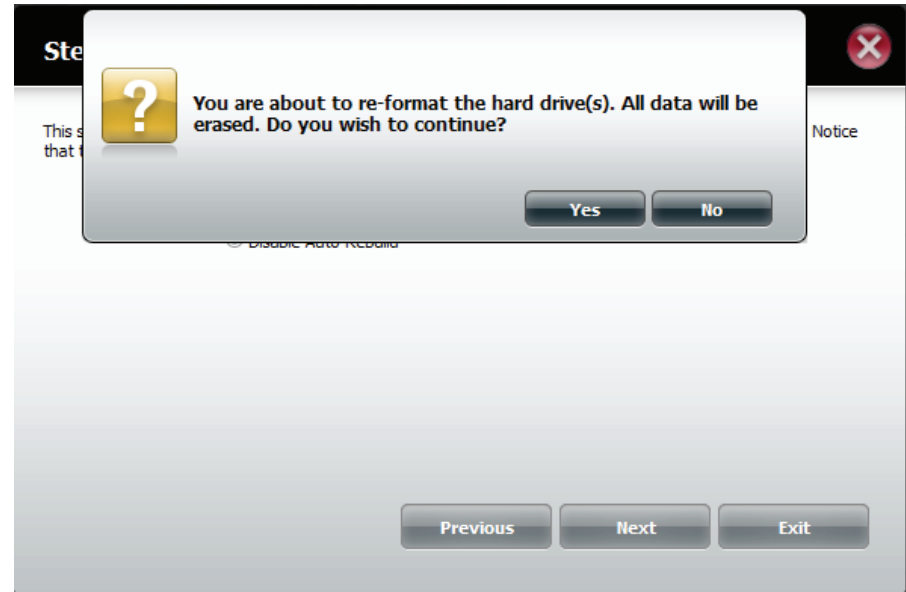 Ste
You are about to re-format the hard drive(s). All data will be
erased. Do you wish to continue?
This s
Notice
that t
Yes No
Disable Auto Rebuild
Previous Next Exit